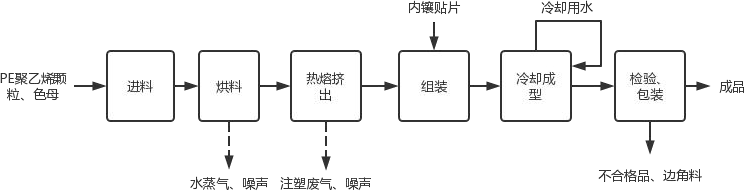 内镶贴片
冷却用水
PE聚乙烯颗
粒、色母
进料
烘料
热熔挤
出
组装
冷却成
型
检验、
包装
成品
水蒸气、噪声
注塑废气、噪声
不合格品、边角料